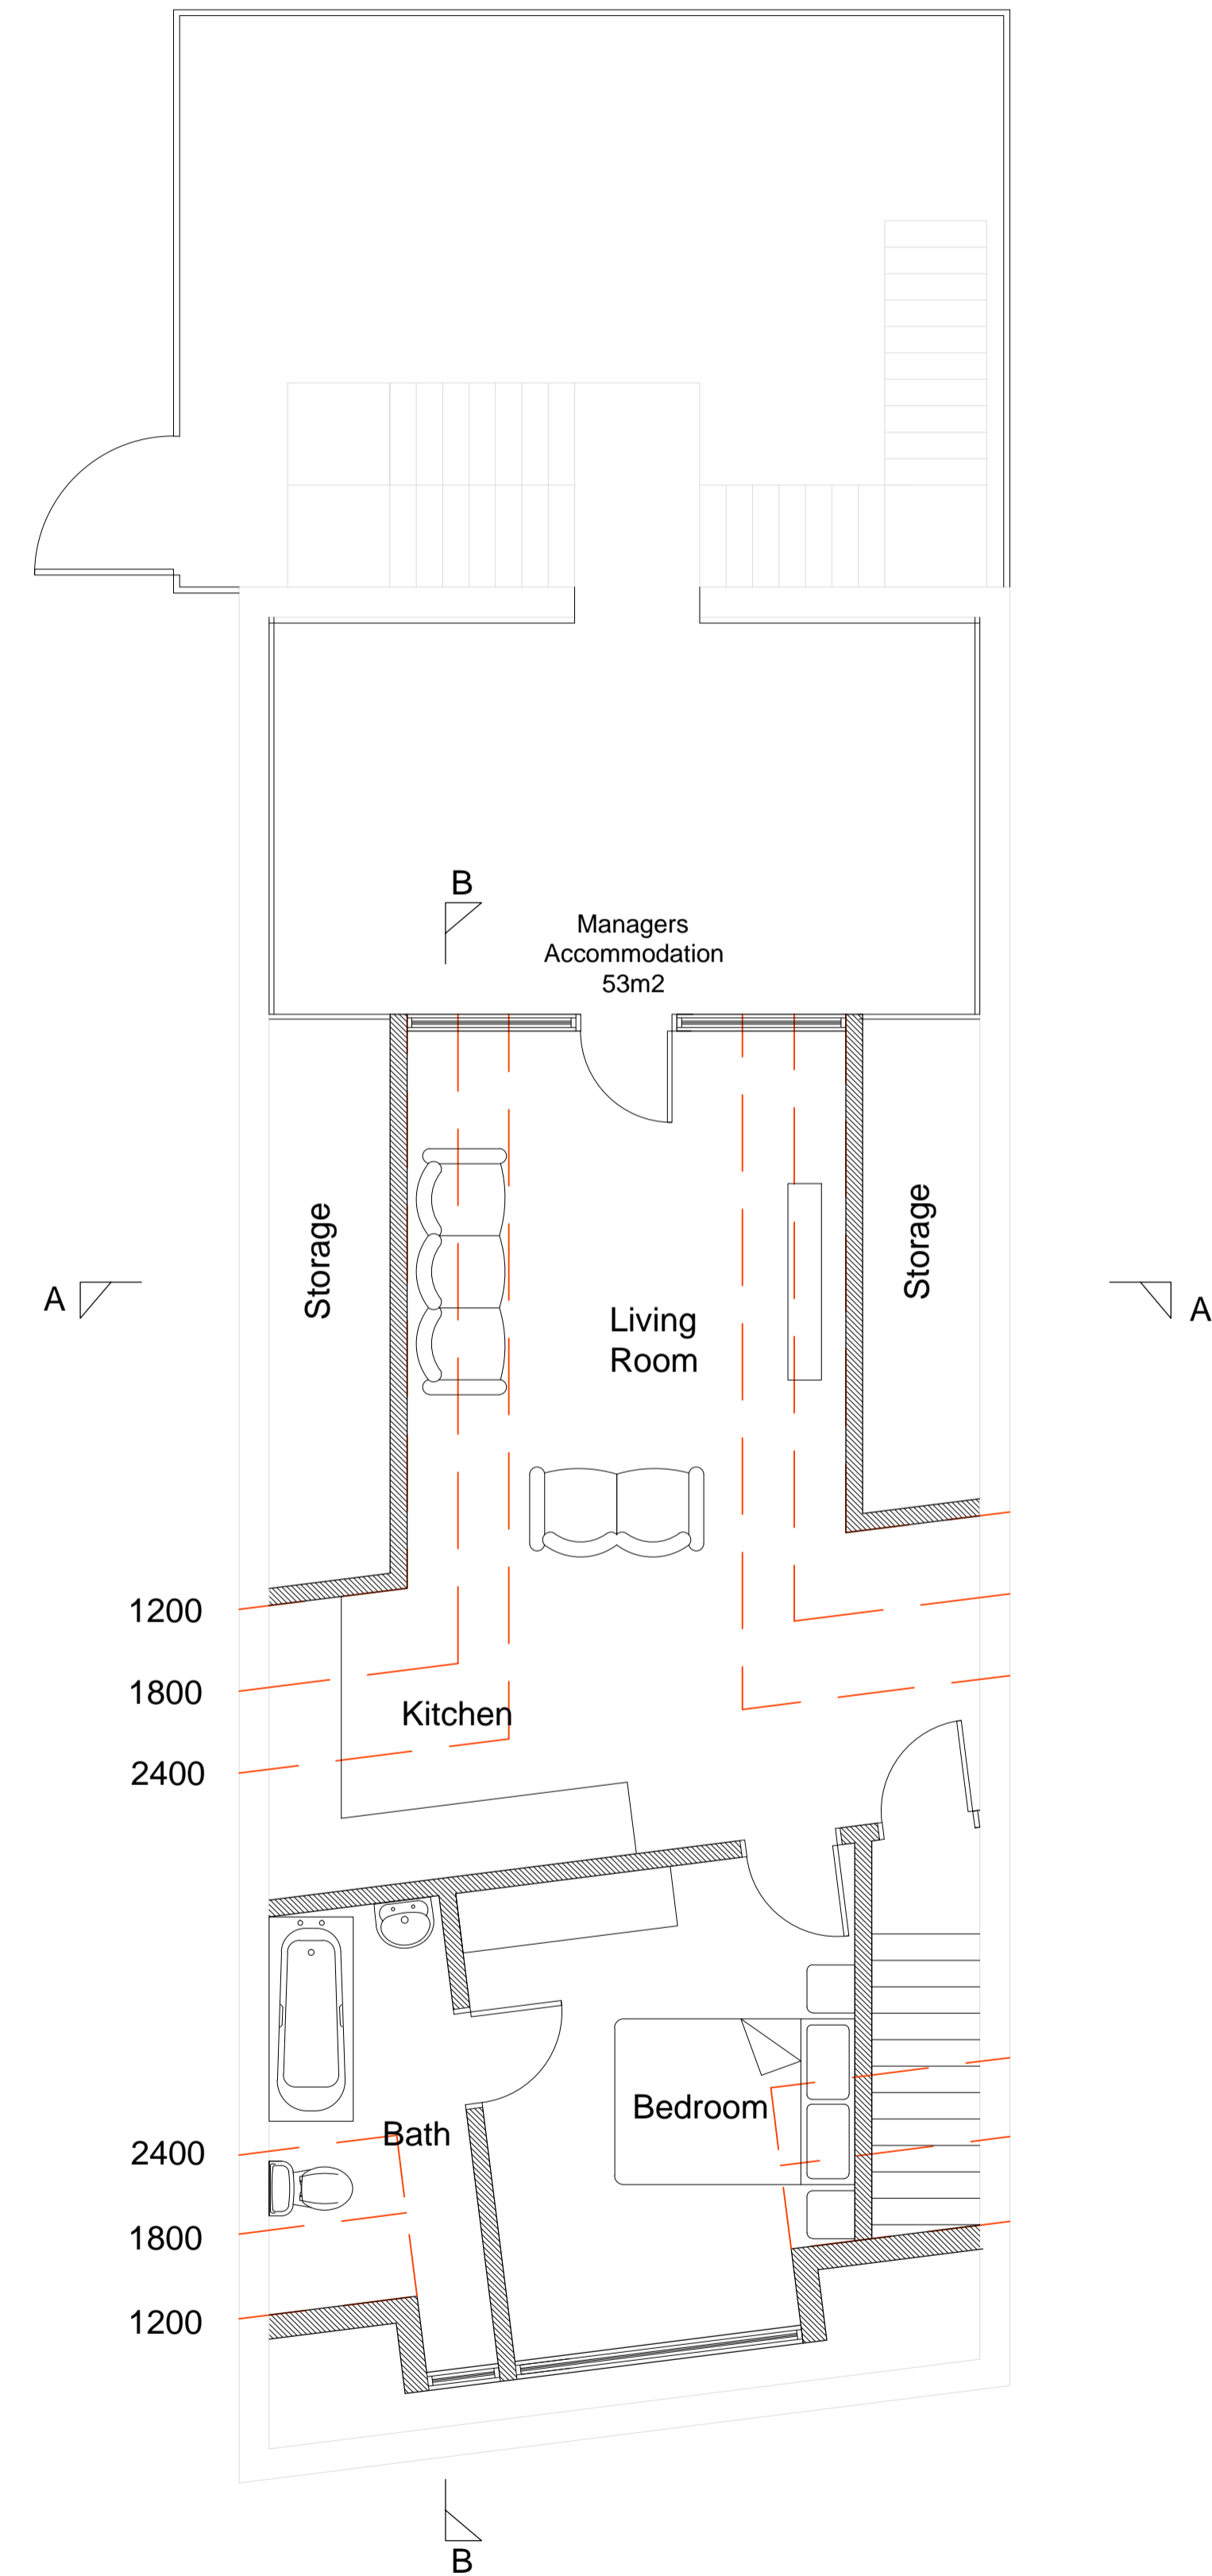 B
Managers
Accommodation
53m2
Storage
Storage
A
A
Living
Room
1200
1800
Kitchen
2400
Bedroom
Bath
2400
1800
1200
B